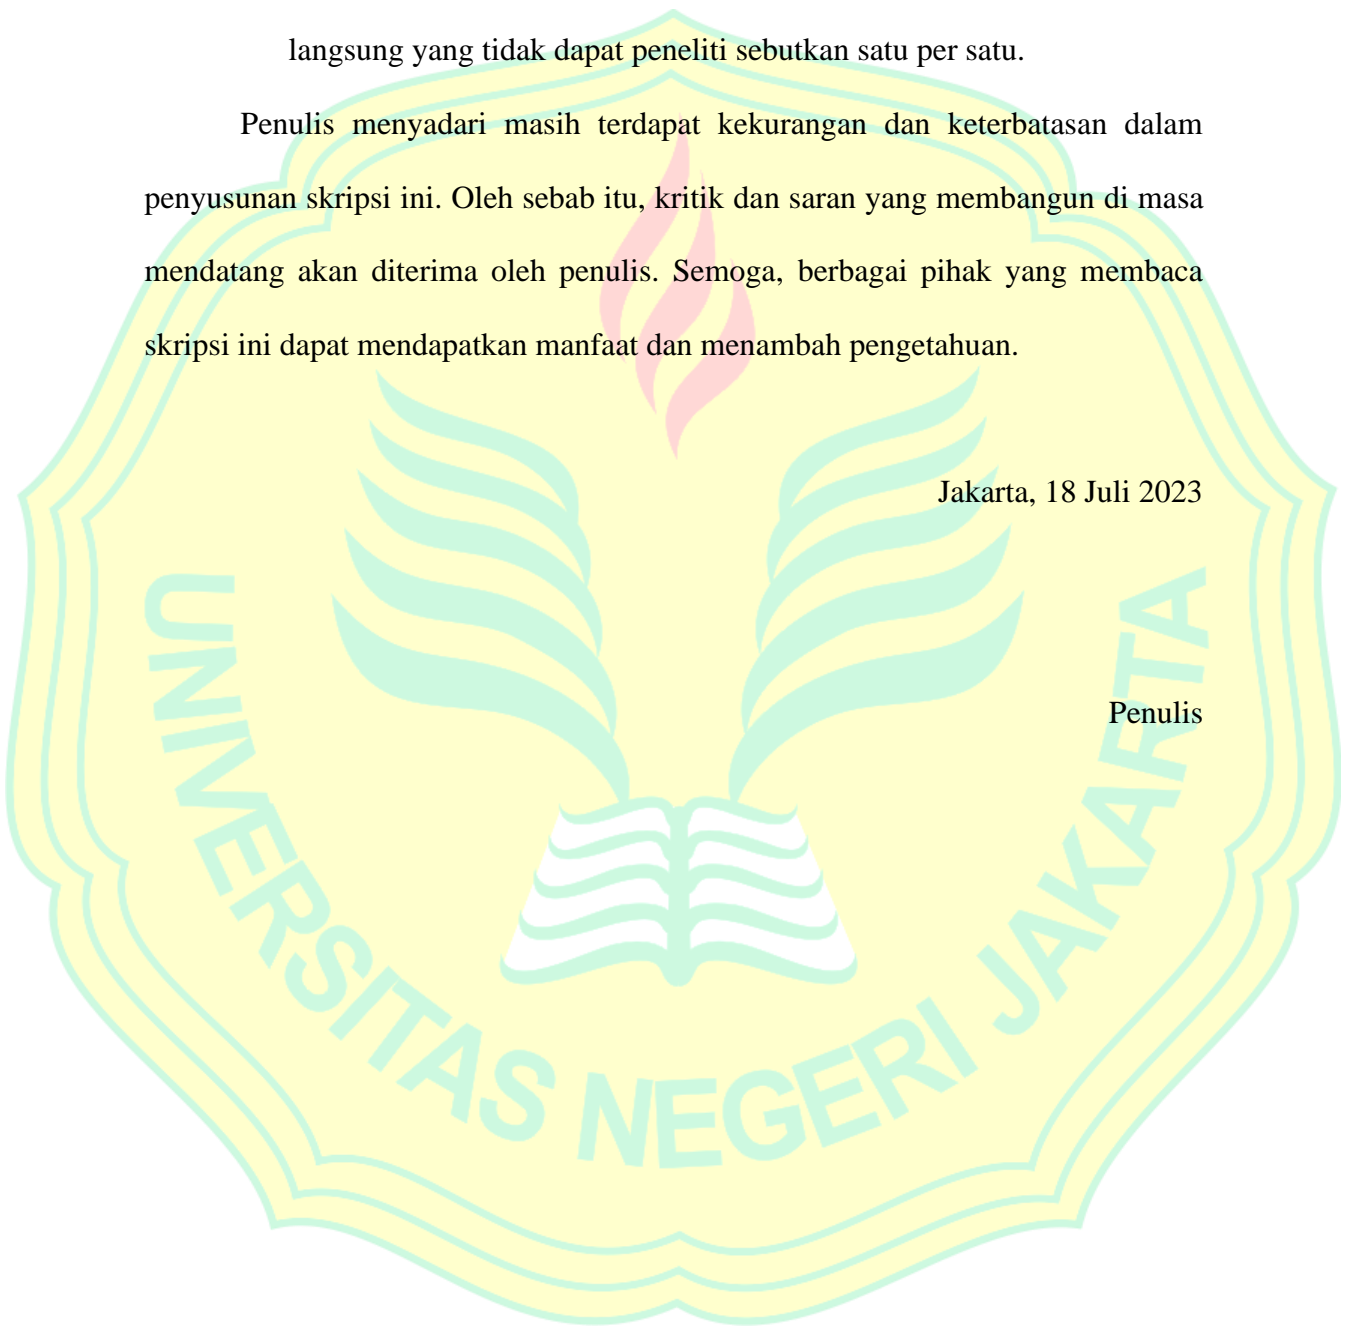 langsung yang tidak dapat peneliti sebutkan satu per satu.
Penulis menyadari masih terdapat kekurangan dan keterbatasan dalam
penyusunan skripsi ini. Oleh sebab itu, kritik dan saran yang membangun di masa
mendatang akan diterima oleh penulis. Semoga, berbagai pihak yang membaca
skripsi ini dapat mendapatkan manfaat dan menambah pengetahuan.
Jakarta, 18 Juli 2023
Penulis
UNIVERSITAS NEGERI JAKARTA